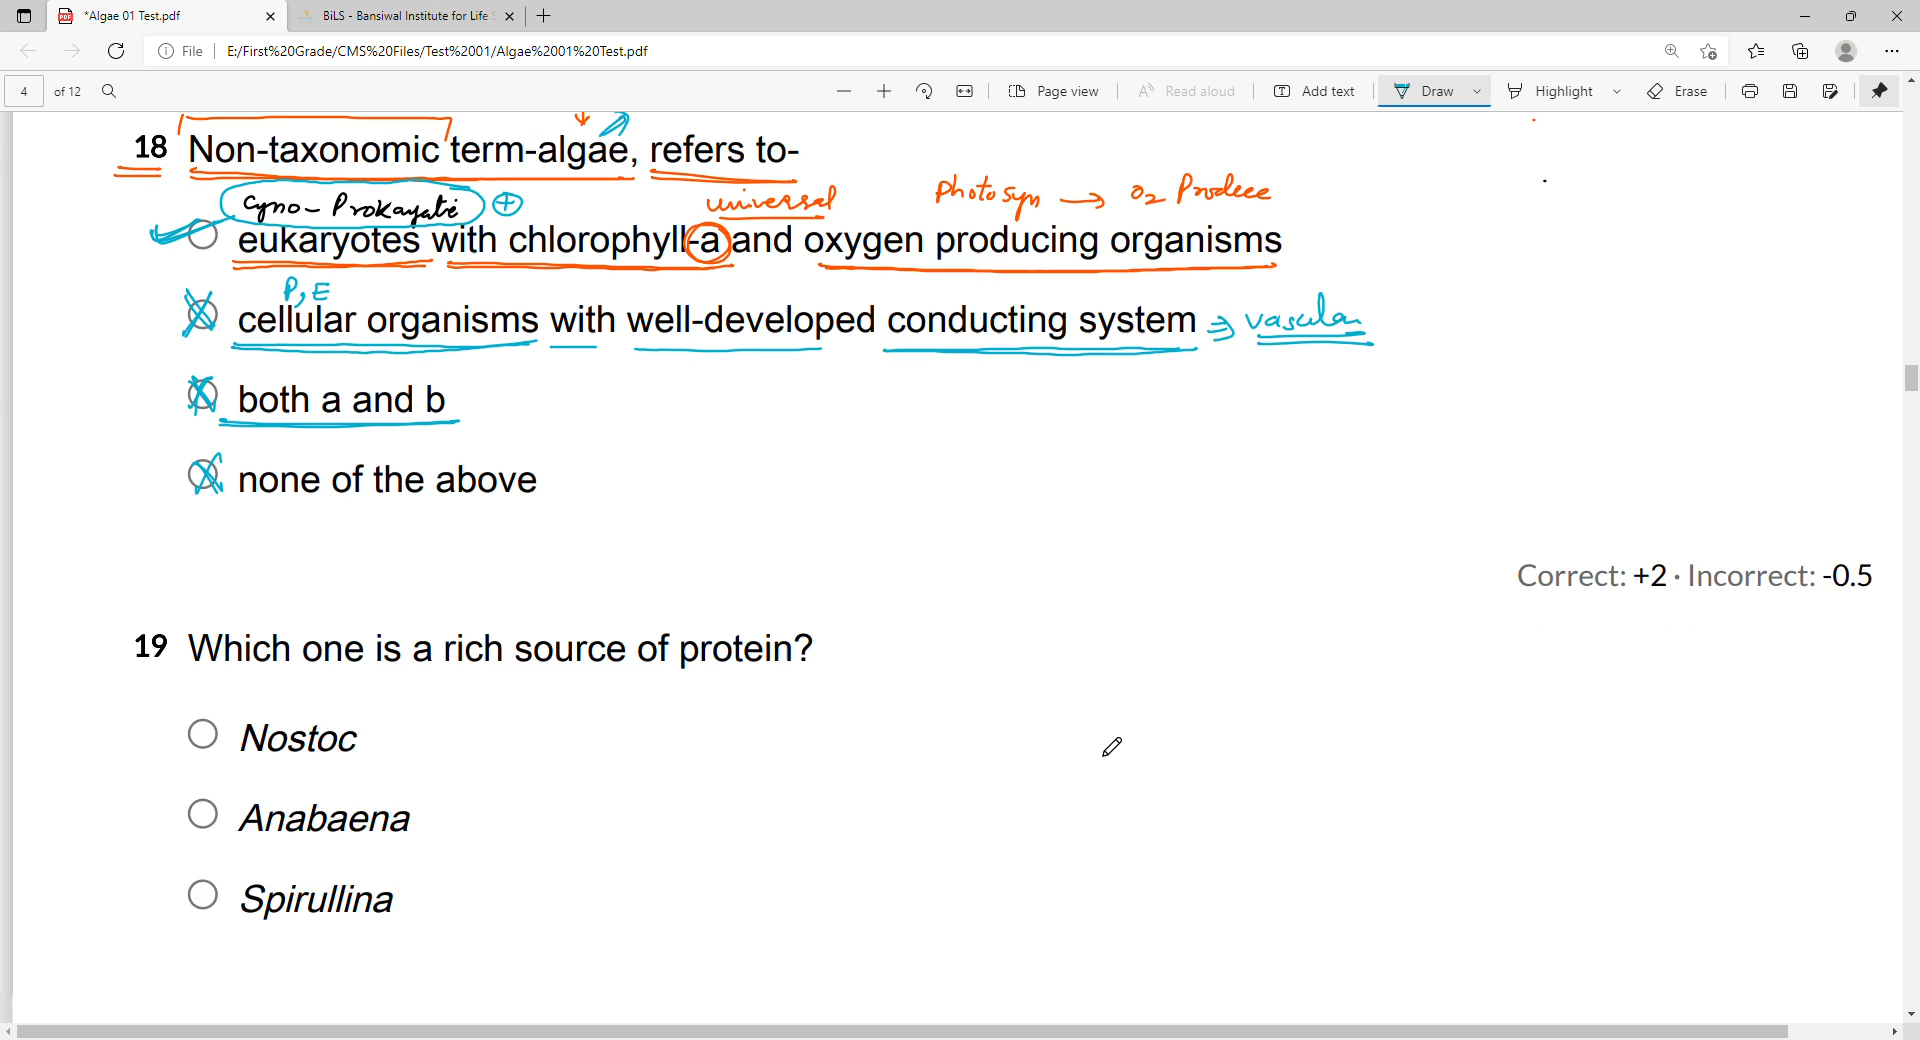 *Algae 01 Test.pdf
BiLS - Bansiwal Institute for Life S
File E:/First%20Grade/CMS%20Files/Test%2001/Algae%2001%20Test.pdf
4 of 12 Page view Read aloud Add text Draw Highlight Erase
18 Non-taxonomic term-algae, refers to-
Cyno- Prokayatic + universal Photosyn → O2 Produce
eukaryotes with chlorophyll-a and oxygen producing organisms
P, E
cellular organisms with well-developed conducting system ⇒ vascular
both a and b
none of the above
Correct: +2 · Incorrect: -0.5
19 Which one is a rich source of protein?
Nostoc
Anabaena
Spirullina